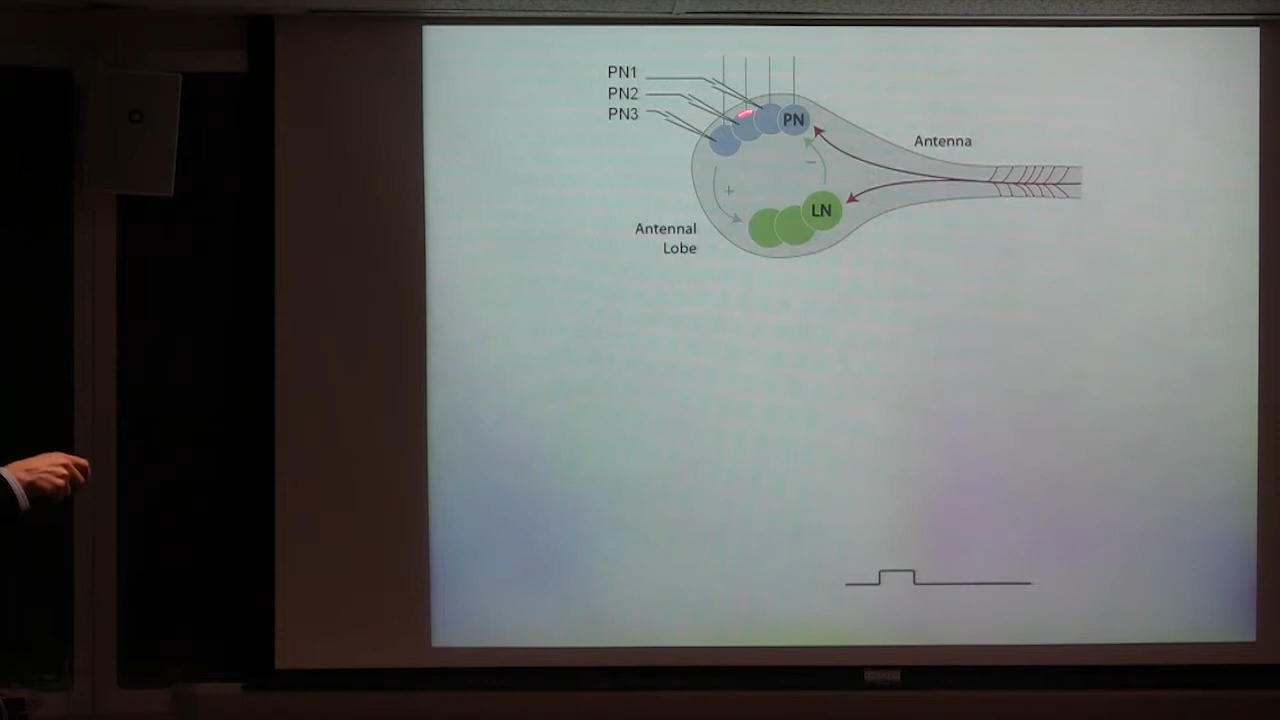 PN1
PN2
PN3
PN
Antenna
+
−
LN
Antennal
Lobe